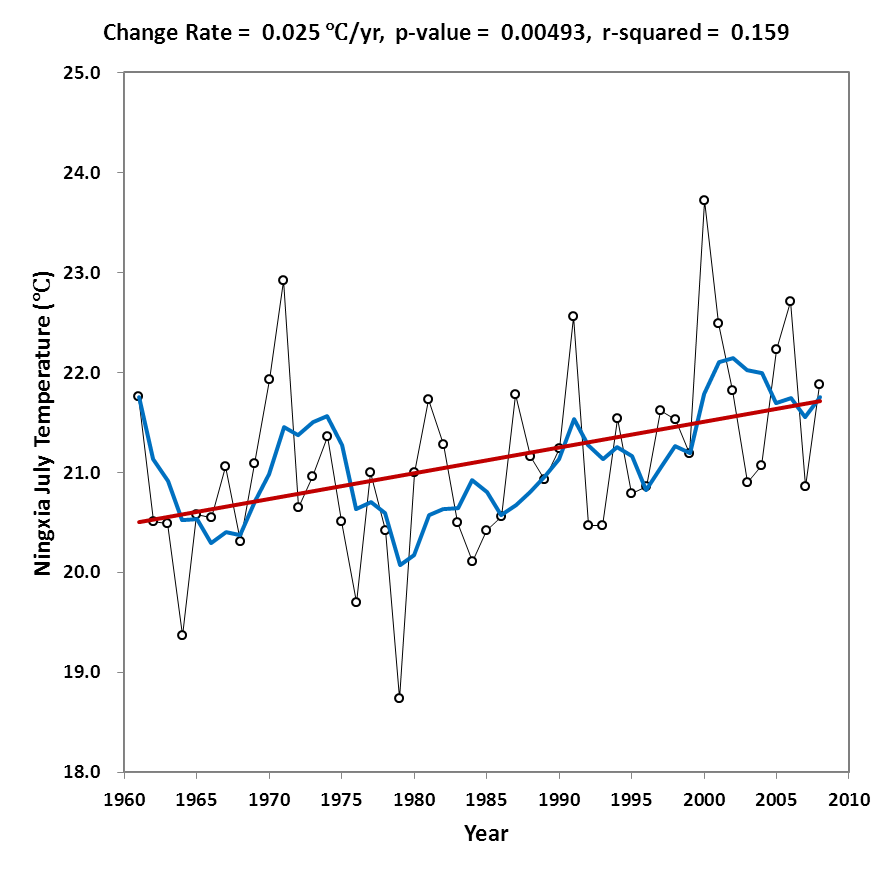 Change Rate = 0.025 ℃/yr, p-value = 0.00493, r-squared = 0.159
25.0
24.0
23.0
22.0
21.0
20.0
19.0
18.0
Ningxia July Temperature (℃)
1960 1965 1970 1975 1980 1985 1990 1995 2000 2005 2010
Year